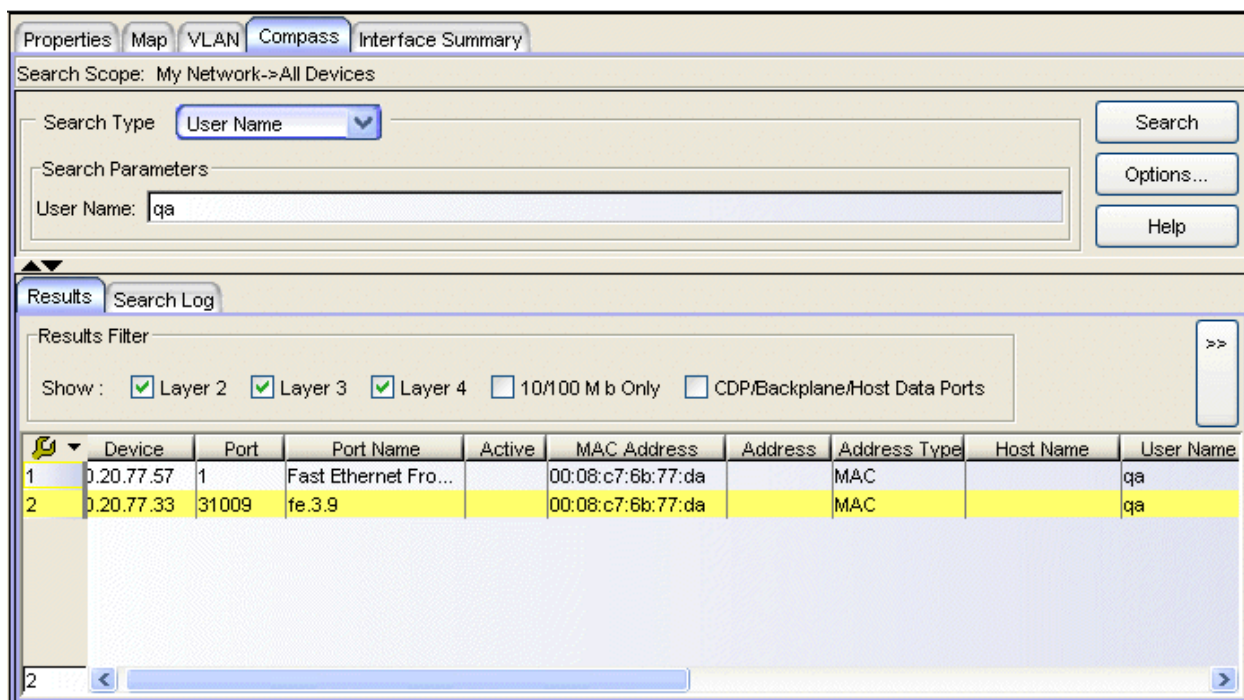 Properties Map VLAN Compass Interface Summary
Search Scope: My Network->All Devices
Search Type User Name Search
Search Parameters Options...
User Name: qa
Help
Results Search Log
Results Filter
>>
Show : Layer 2 Layer 3 Layer 4 10/100 M b Only CDP/Backplane/Host Data Ports
Device Port Port Name Active MAC Address Address Address Type Host Name User Name
1 0.20.77.57 1 Fast Ethernet Fro... 00:08:c7:6b:77:da MAC qa
2 0.20.77.33 31009 fe.3.9 00:08:c7:6b:77:da MAC qa
2